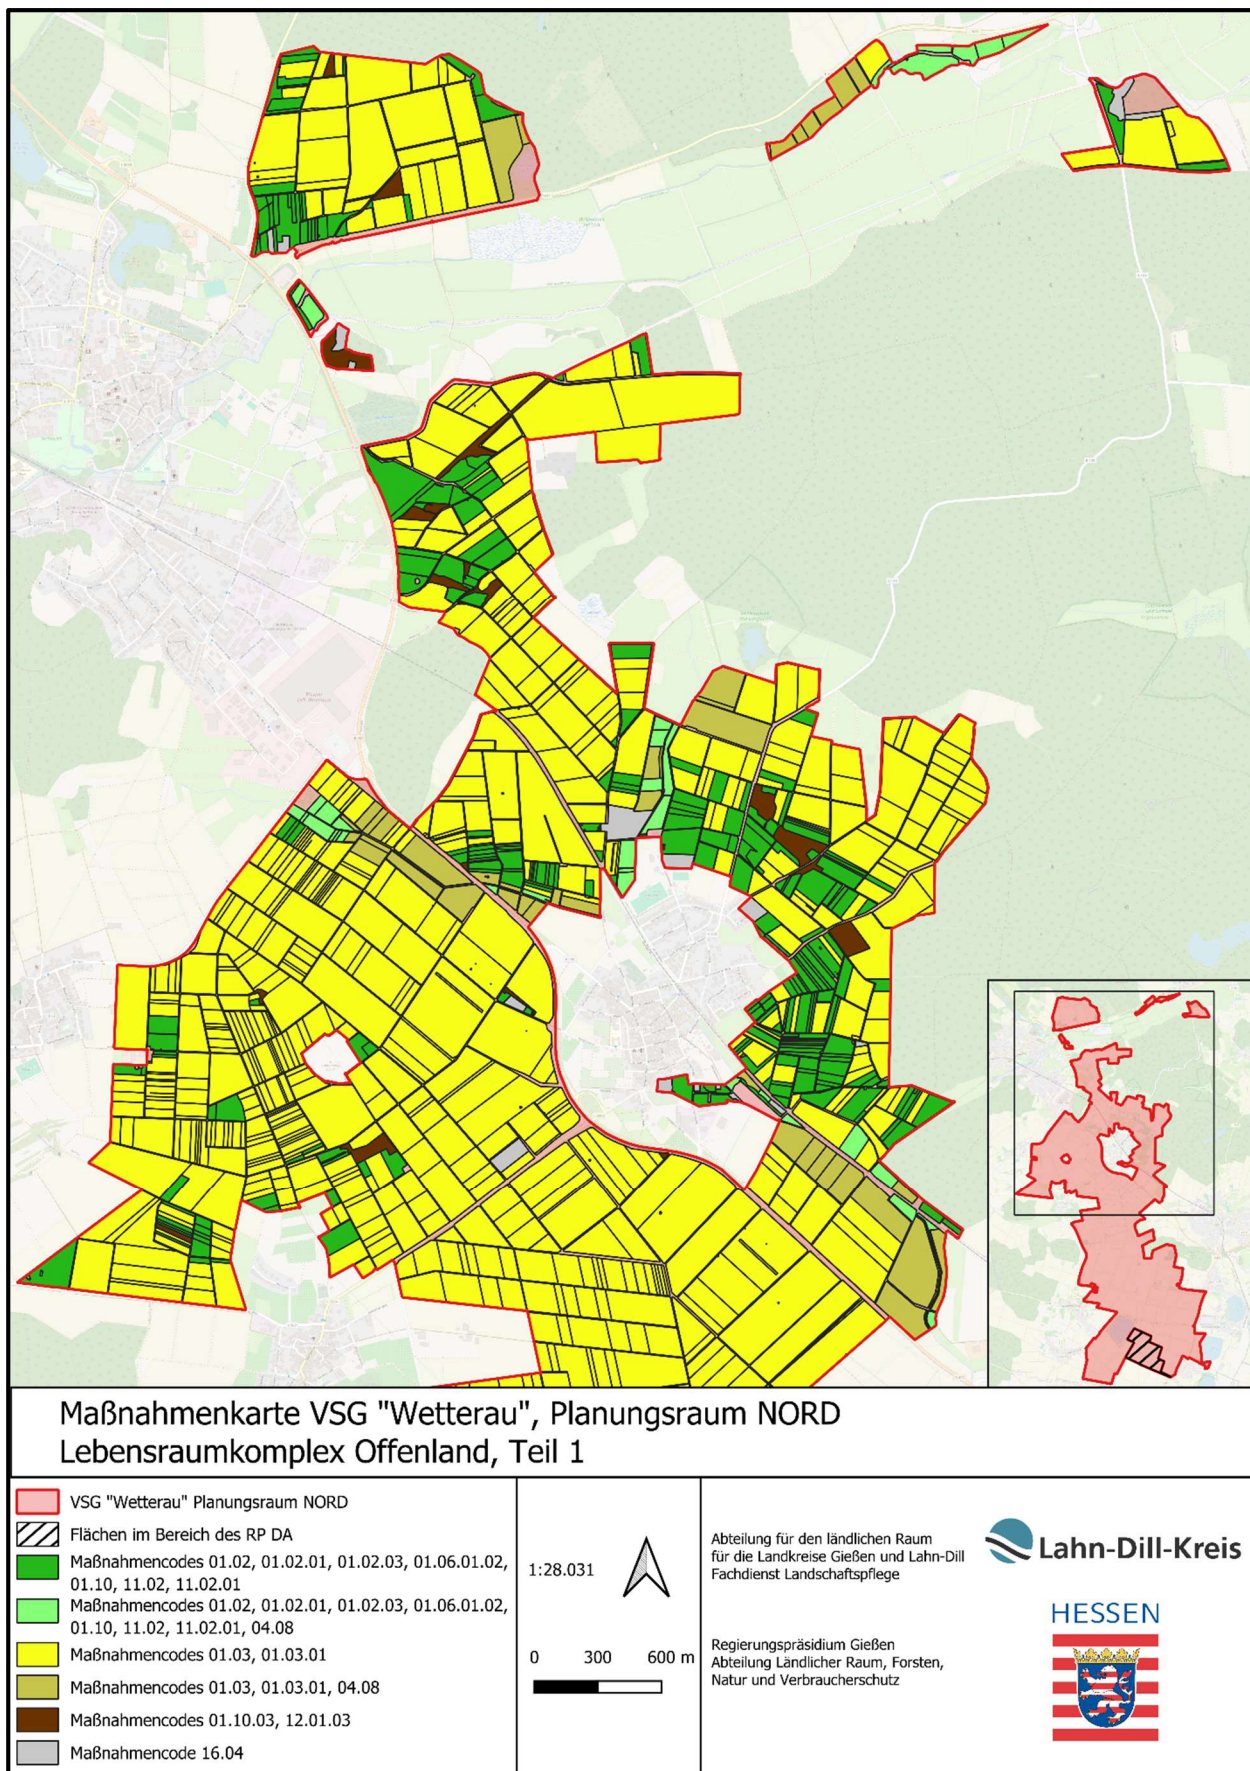 Maßnahmenkarte VSG "Wetterau", Planungsraum NORD
Lebensraumkomplex Offenland, Teil 1
VSG "Wetterau" Planungsraum NORD
Flächen im Bereich des RP DA
Maßnahmencodes 01.02, 01.02.01, 01.02.03, 01.06.01.02,
01.10, 11.02, 11.02.01
Maßnahmencodes 01.02, 01.02.01, 01.02.03, 01.06.01.02,
01.10, 11.02, 11.02.01, 04.08
Maßnahmencodes 01.03, 01.03.01
Maßnahmencodes 01.03, 01.03.01, 04.08
Maßnahmencodes 01.10.03, 12.01.03
Maßnahmencode 16.04
1:28.031
0 300 600 m
Abteilung für den ländlichen Raum
für die Landkreise Gießen und Lahn-Dill
Fachdienst Landschaftspflege
Regierungspräsidium Gießen
Abteilung Ländlicher Raum, Forsten,
Natur und Verbraucherschutz
Lahn-Dill-Kreis
HESSEN